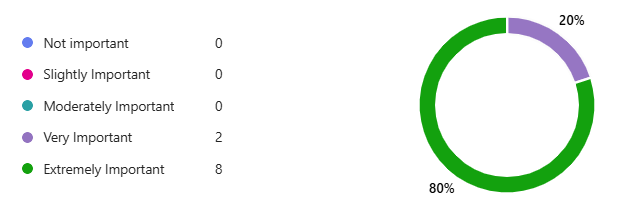 20%
Not important 0
Slightly Important 0
Moderately Important 0
Very Important 2
Extremely Important 8
80%